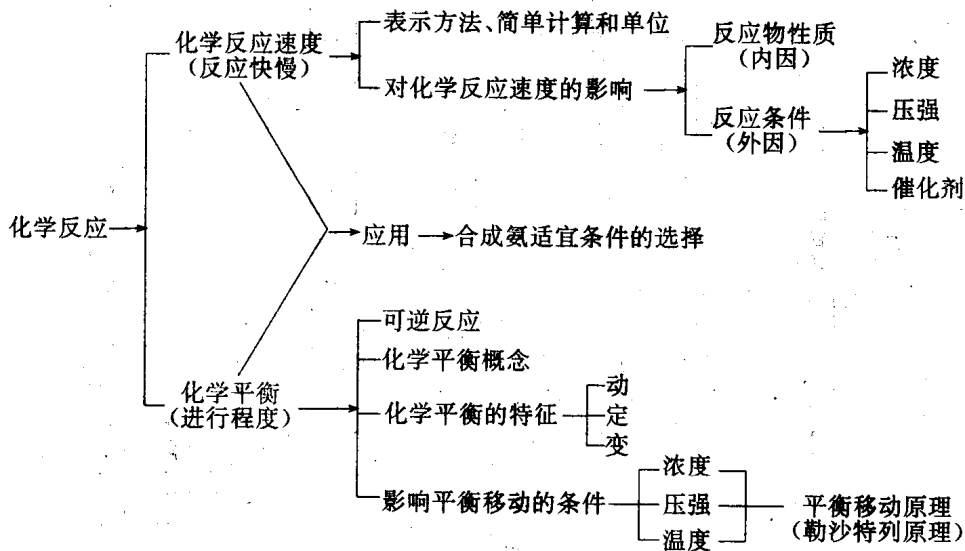 化学反应速度
(反应快慢)
表示方法、简单计算和单位
对化学反应速度的影响
反应物性质
(内因)
反应条件
(外因)
浓度
压强
温度
催化剂
化学反应
应用
合成氨适宜条件的选择
化学平衡
(进行程度)
可逆反应
化学平衡概念
化学平衡的特征
动
定
变
影响平衡移动的条件
浓度
压强
温度
平衡移动原理
(勒沙特列原理)